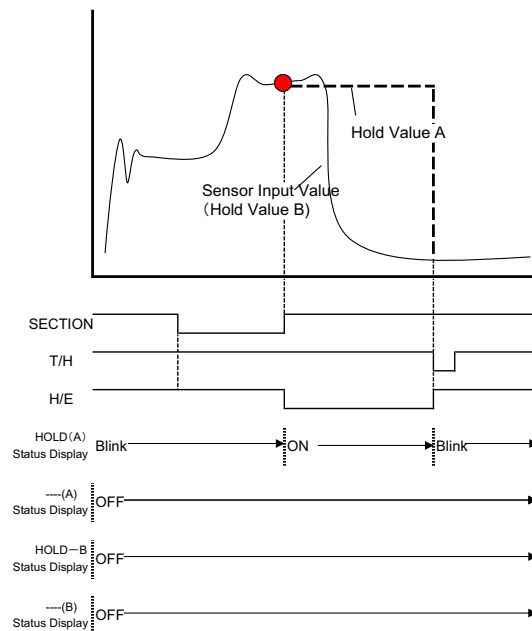 Hold Value A
Sensor Input Value
(Hold Value B)
SECTION
T/H
H/E
HOLD(A)
Status Display
Blink
ON
Blink
----(A)
Status Display
OFF
HOLD-B
Status Display
OFF
----(B)
Status Display
OFF